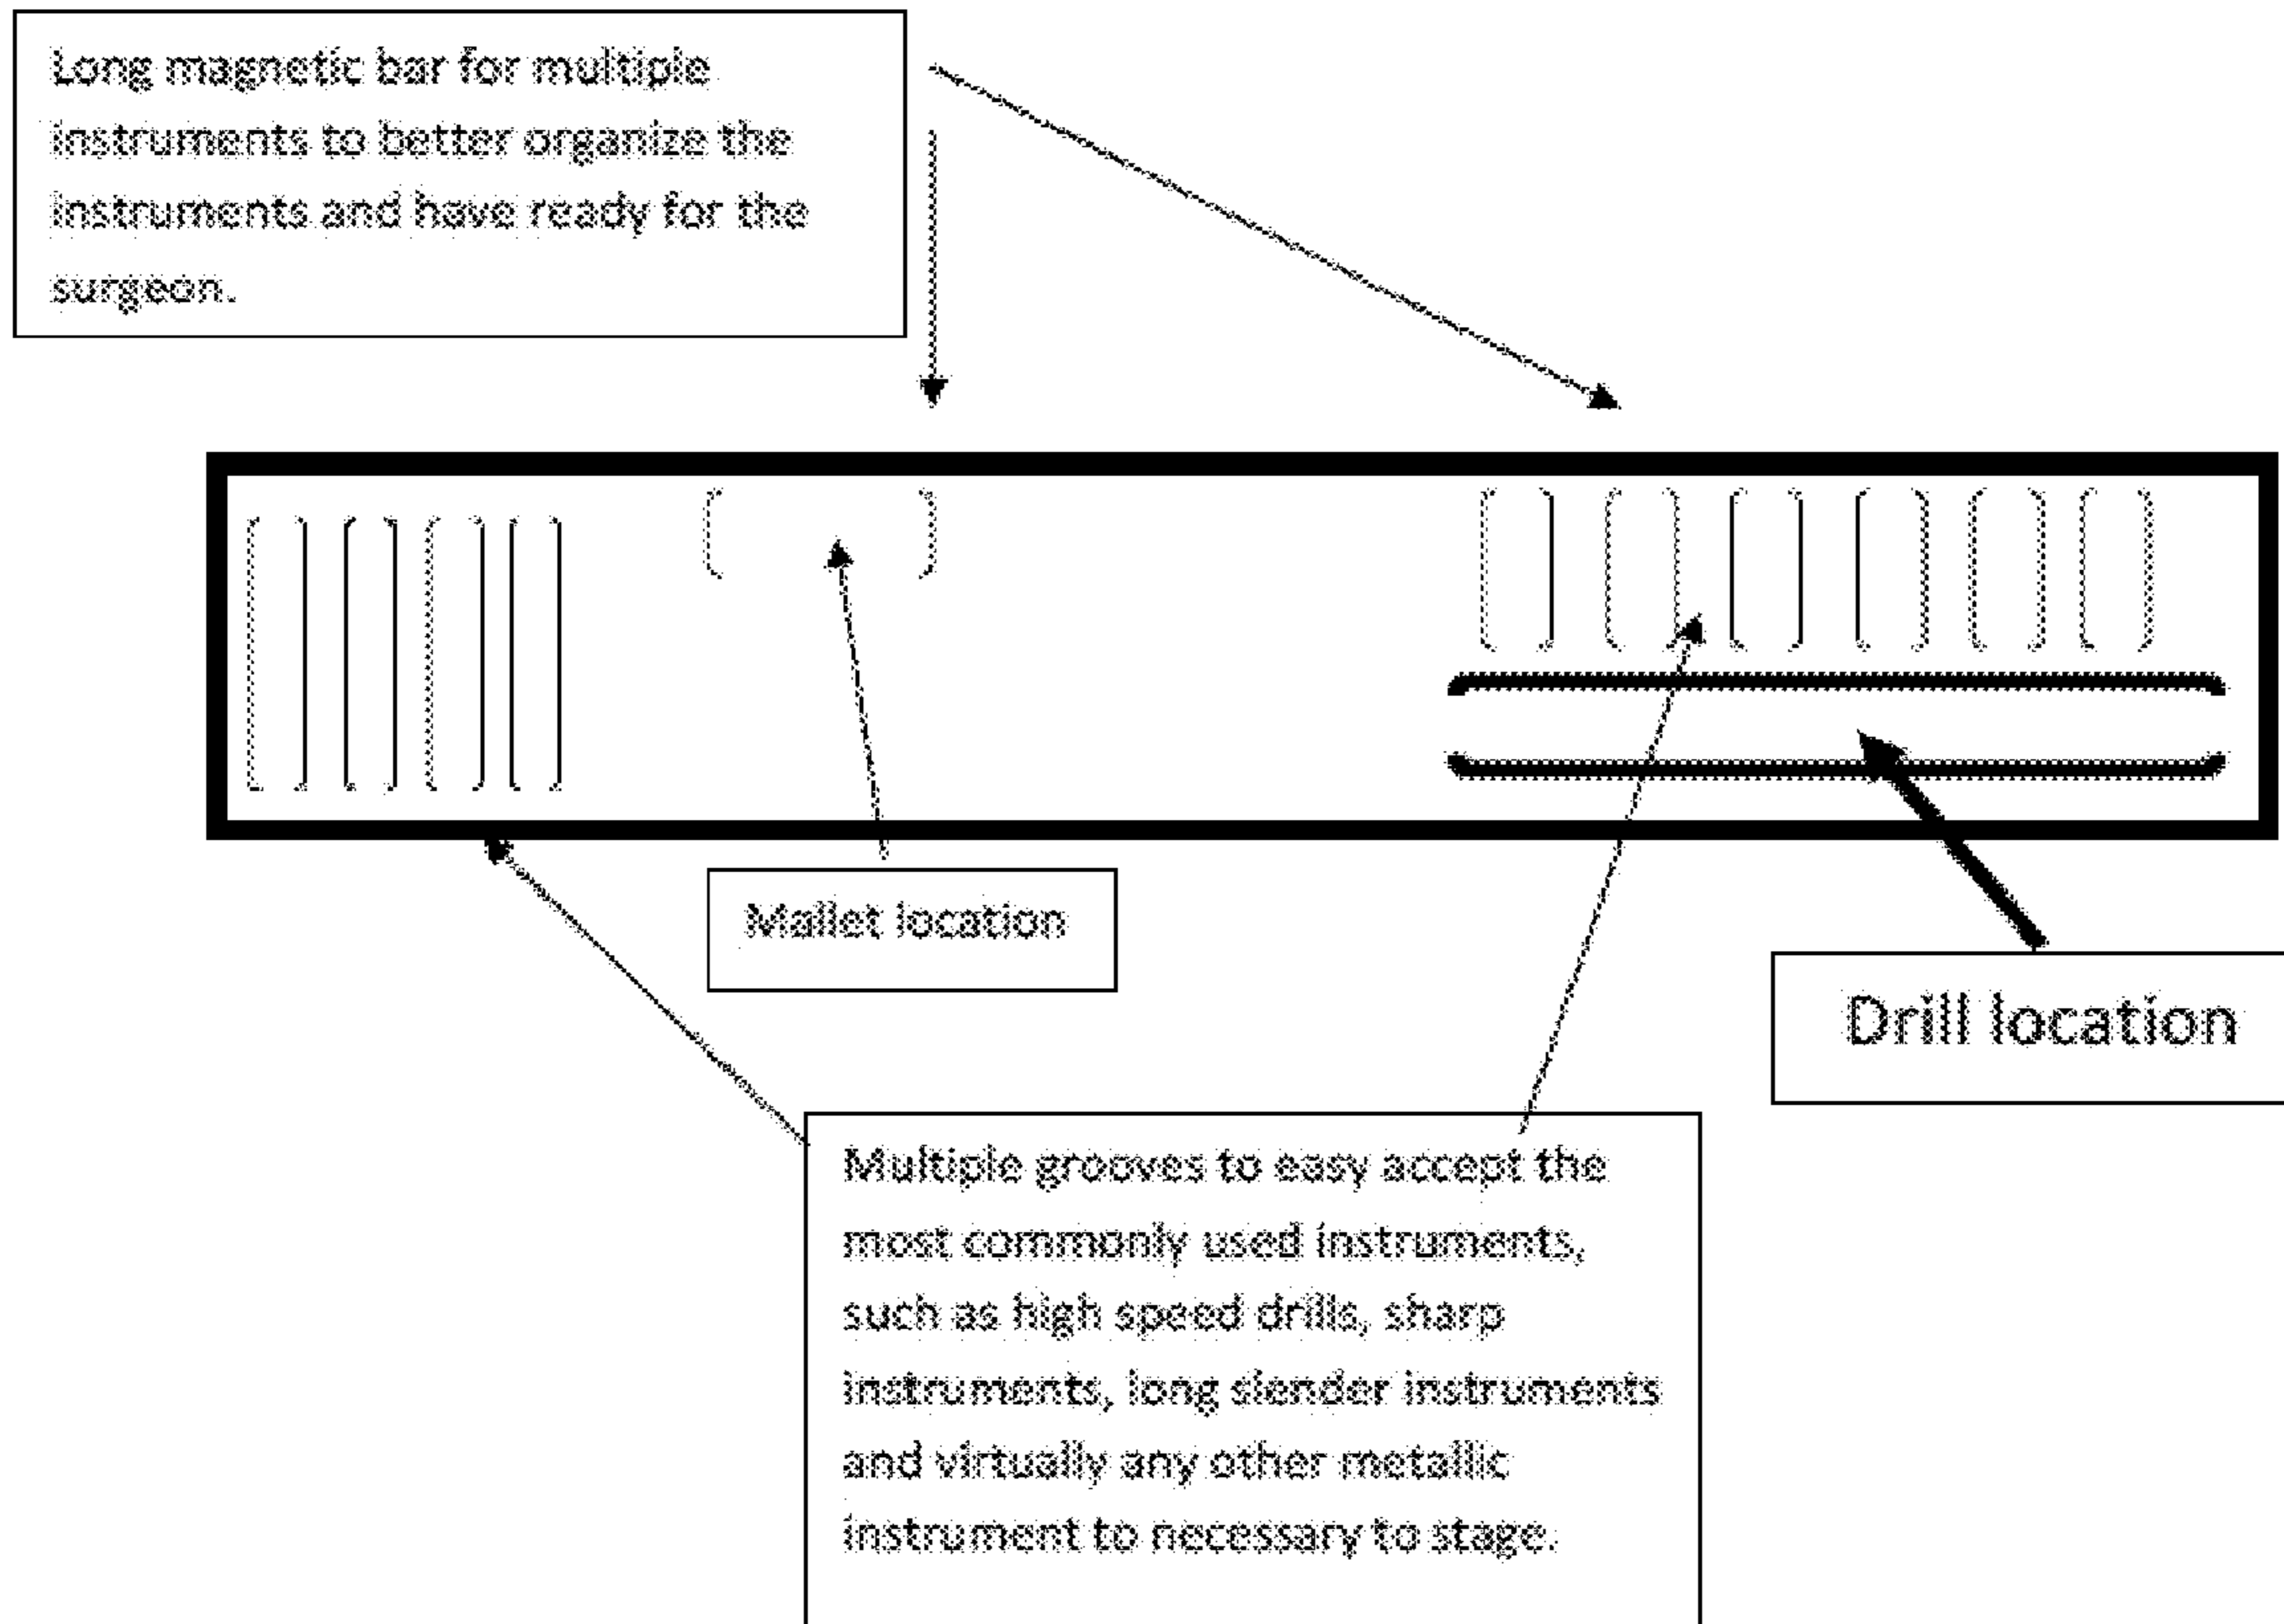 Long magnetic bar for multiple
instruments to better organize the
instruments and have ready for the
surgeon.
Mallet location
Drill location
Multiple grooves to easy accept the
most commonly used instruments,
such as high speed drills, sharp
instruments, long slender instruments
and virtually any other metallic
instrument to necessary to stage.